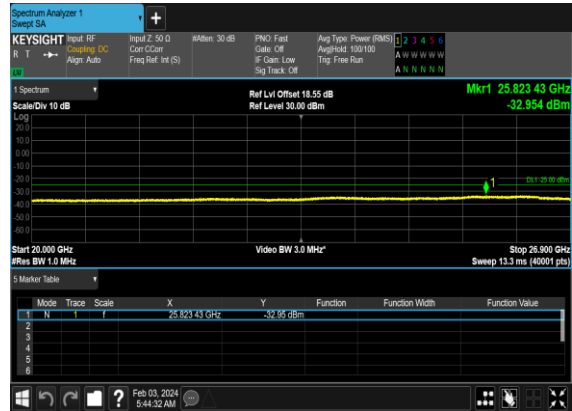 Spectrum Analyzer 1
Swept SA
+
KEYSIGHT Input: RF Input Z: 50 Ω #Atten: 30 dB PNO: Fast Avg Type: Power (RMS) 1 2 3 4 5 6
R T Coupling: DC Corr CCorr Gate: Off Avg|Hold: 100/100 A W W W W W
Align: Auto Freq Ref: Int (S) IF Gain: Low Trig: Free Run
Sig Track: Off A N N N N N
1 Spectrum
Ref Lvl Offset 18.55 dB Mkr1 25.823 43 GHz
Scale/Div 10 dB Ref Level 30.00 dBm -32.954 dBm
Log
20.0
10.0
0.00
-10.0
-20.0
1 DL1 -25.00 dBm
-30.0
-40.0
-50.0
-60.0
Start 20.000 GHz Video BW 3.0 MHz* Stop 26.900 GHz
#Res BW 1.0 MHz Sweep 13.3 ms (40001 pts)
5 Marker Table
Mode Trace Scale X Y Function Function Width Function Value
1 N 1 f 25.823 43 GHz -32.95 dBm
2
3
4
5
6
? Feb 03, 2024
5:44:32 AM